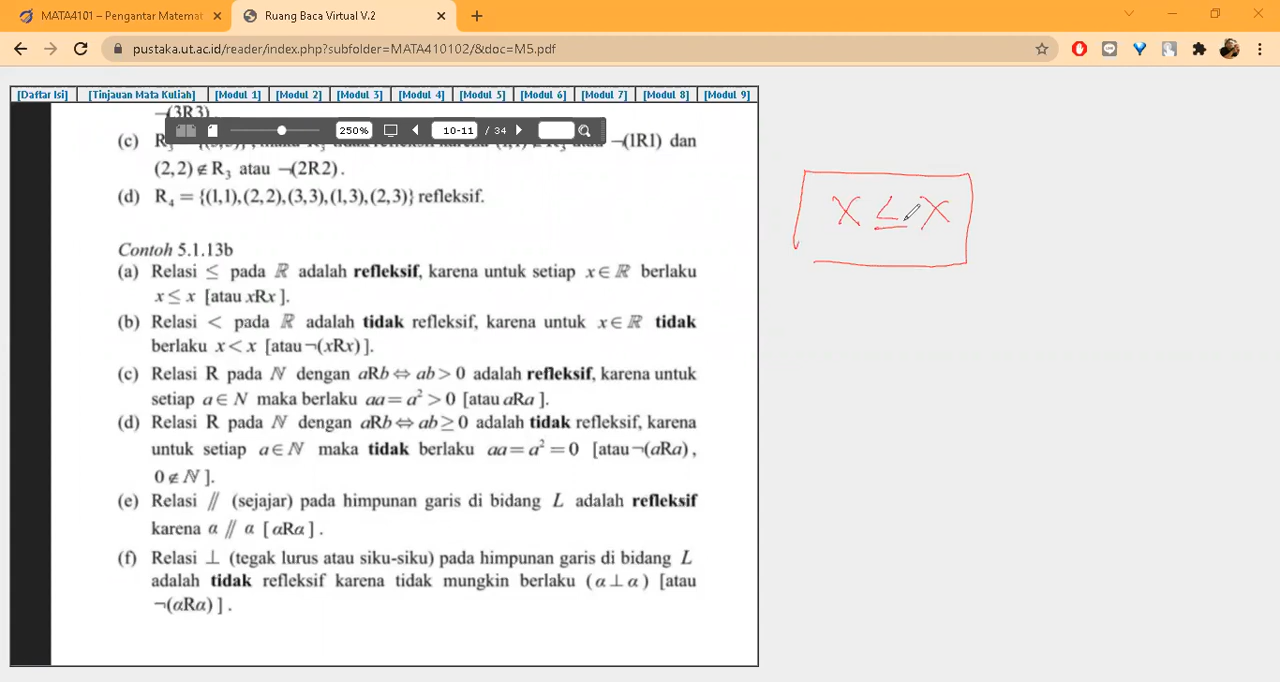 MATA4101 – Pengantar Matemat
Ruang Baca Virtual V.2
pustaka.ut.ac.id/reader/index.php?subfolder=MATA410102/&doc=M5.pdf
[Daftar Isi] [Tinjauan Mata Kuliah] [Modul 1] [Modul 2] [Modul 3] [Modul 4] [Modul 5] [Modul 6] [Modul 7] [Modul 8] [Modul 9]
¬(3R3)
250% 10-11 / 34
(c) ¬(1R1) dan
(2,2) ∉ R₃ atau ¬(2R2).
(d) R₄ = {(1,1),(2,2),(3,3),(1,3),(2,3)} refleksif.
Contoh 5.1.13b
(a) Relasi ≤ pada ℝ adalah refleksif, karena untuk setiap x∈ℝ berlaku
x ≤ x [atau xRx ].
(b) Relasi < pada ℝ adalah tidak refleksif, karena untuk x∈ℝ tidak
berlaku x < x [atau ¬(xRx) ].
(c) Relasi R pada ℕ dengan aRb ⇔ ab > 0 adalah refleksif, karena untuk
setiap a∈N maka berlaku aa = a² > 0 [atau aRa ].
(d) Relasi R pada ℕ dengan aRb ⇔ ab ≥ 0 adalah tidak refleksif, karena
untuk setiap a∈ℕ maka tidak berlaku aa = a² = 0 [atau ¬(aRa),
0 ∉ ℕ ].
(e) Relasi // (sejajar) pada himpunan garis di bidang L adalah refleksif
karena α // α [ αRα ] .
(f) Relasi ⊥ (tegak lurus atau siku-siku) pada himpunan garis di bidang L
adalah tidak refleksif karena tidak mungkin berlaku ( α ⊥ α ) [atau
¬(αRα) ] .
X ≤ X